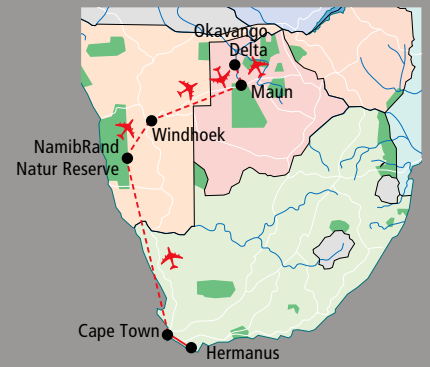 Okavango
Delta
Maun
Windhoek
NamibRand
Natur Reserve
Cape Town
Hermanus